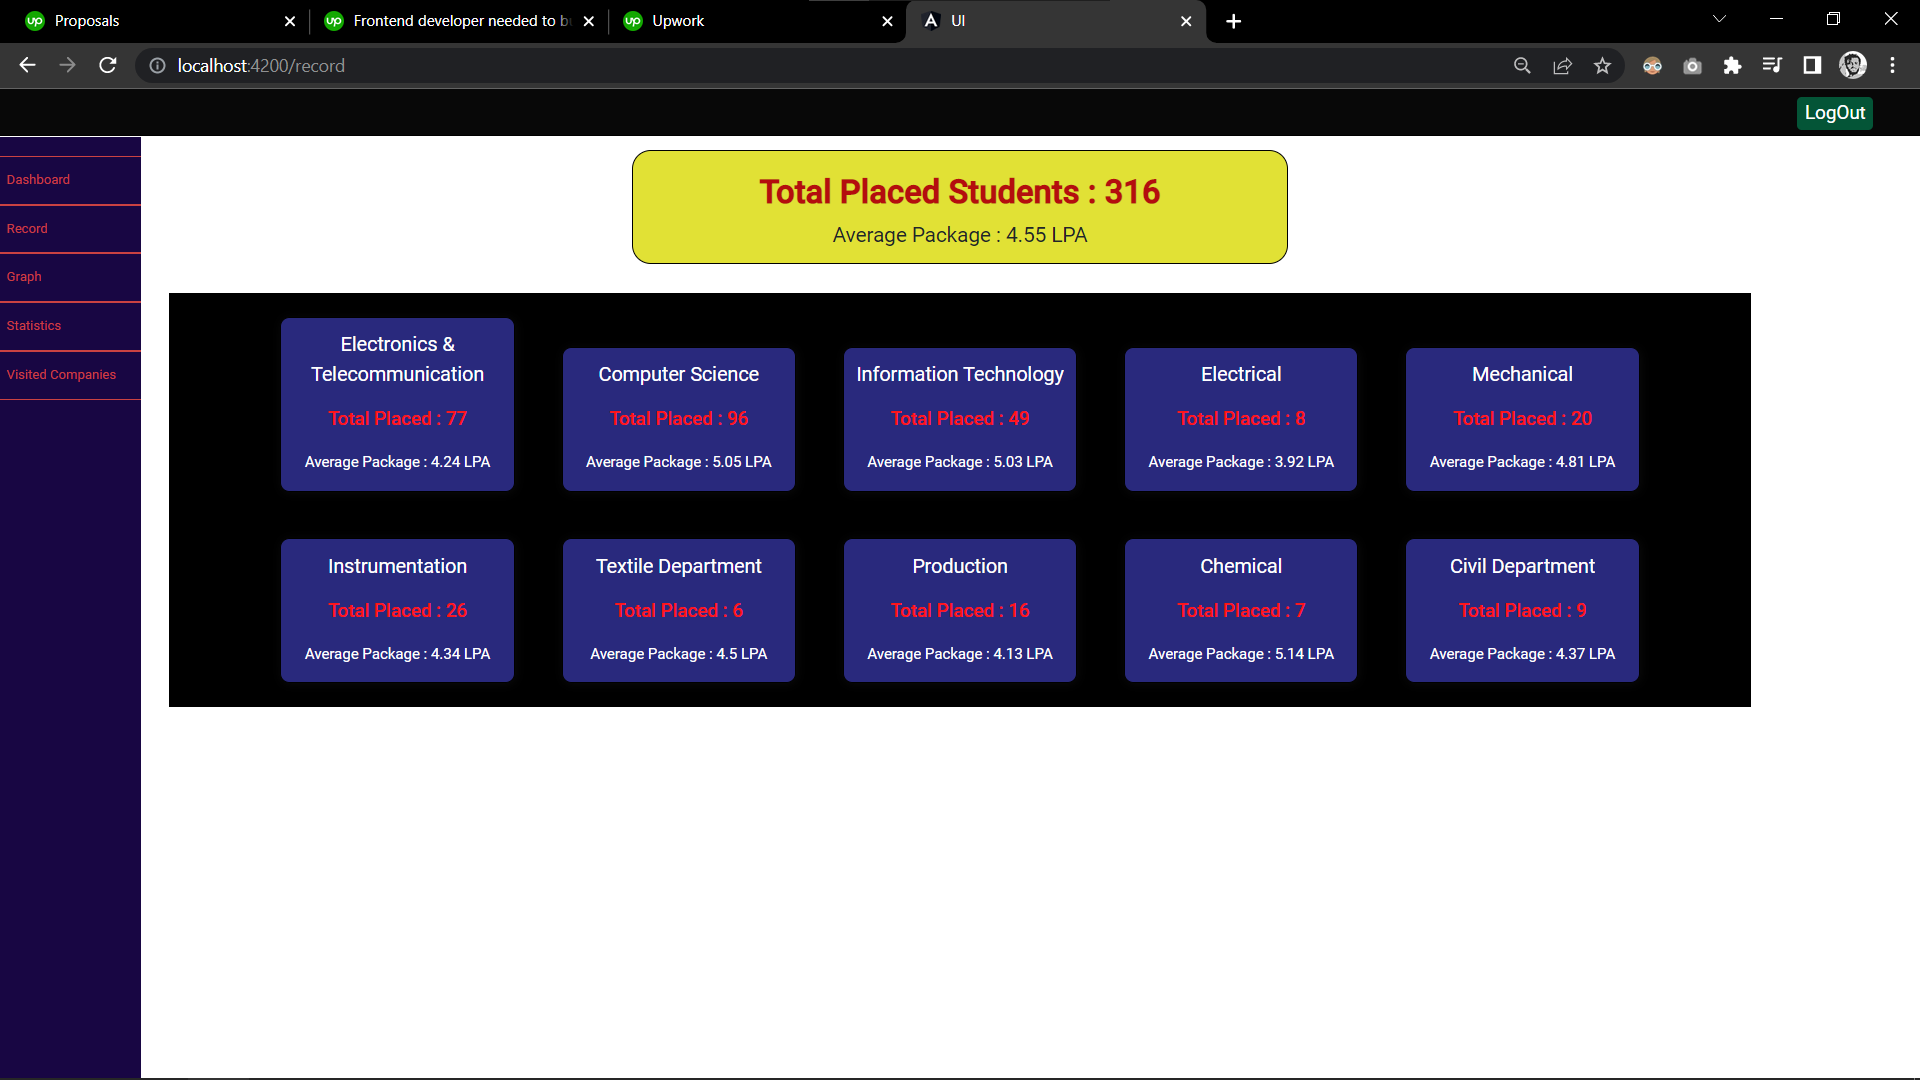 Proposals
Frontend developer needed to b
Upwork
UI
localhost:4200/record
LogOut
Dashboard
Record
Graph
Statistics
Visited Companies
Total Placed Students : 316
Average Package : 4.55 LPA
Electronics &
Telecommunication
Total Placed : 77
Average Package : 4.24 LPA
Computer Science
Total Placed : 96
Average Package : 5.05 LPA
Information Technology
Total Placed : 49
Average Package : 5.03 LPA
Electrical
Total Placed : 8
Average Package : 3.92 LPA
Mechanical
Total Placed : 20
Average Package : 4.81 LPA
Instrumentation
Total Placed : 26
Average Package : 4.34 LPA
Textile Department
Total Placed : 6
Average Package : 4.5 LPA
Production
Total Placed : 16
Average Package : 4.13 LPA
Chemical
Total Placed : 7
Average Package : 5.14 LPA
Civil Department
Total Placed : 9
Average Package : 4.37 LPA